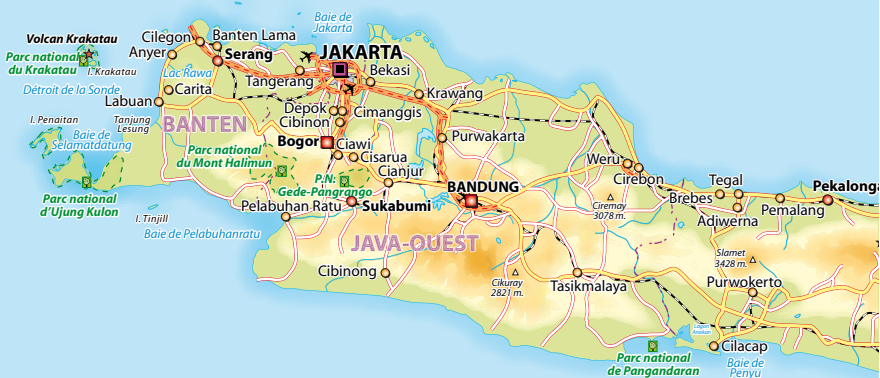 Baie de
Jakarta
Cilegon
Banten Lama
Volcan Krakatau
Anyer
Serang
JAKARTA
Parc national
du Krakatau
I. Krakatau
Lac Rawa
Tangerang
Bekasi
Détroit de la Sonde
Carita
Krawang
Labuan
Depok
Cimanggis
Cibinon
I. Penaitan
Tanjung
Lesung
BANTEN
Baie de
Selamatdatung
Purwakarta
Bogor
Ciawi
Parc national
du Mont Halimun
Cisarua
Weru
Cianjur
Cirebon
P.N:
Gede-Pangrango
BANDUNG
Tegal
Pekalonga
Parc national
d'Ujung Kulon
Brebes
Pelabuhan Ratu
Sukabumi
Ciremay
3078 m.
Pemalang
I. Tinjill
Adiwerna
Baie de Pelabuhanratu
JAVA-OUEST
Slamet
3428 m.
Cibinong
Cikuray
2821 m.
Tasikmalaya
Purwokerto
Lagon
Anakan
Cilacap
Parc national
de Pangandaran
Baie de
Penyu